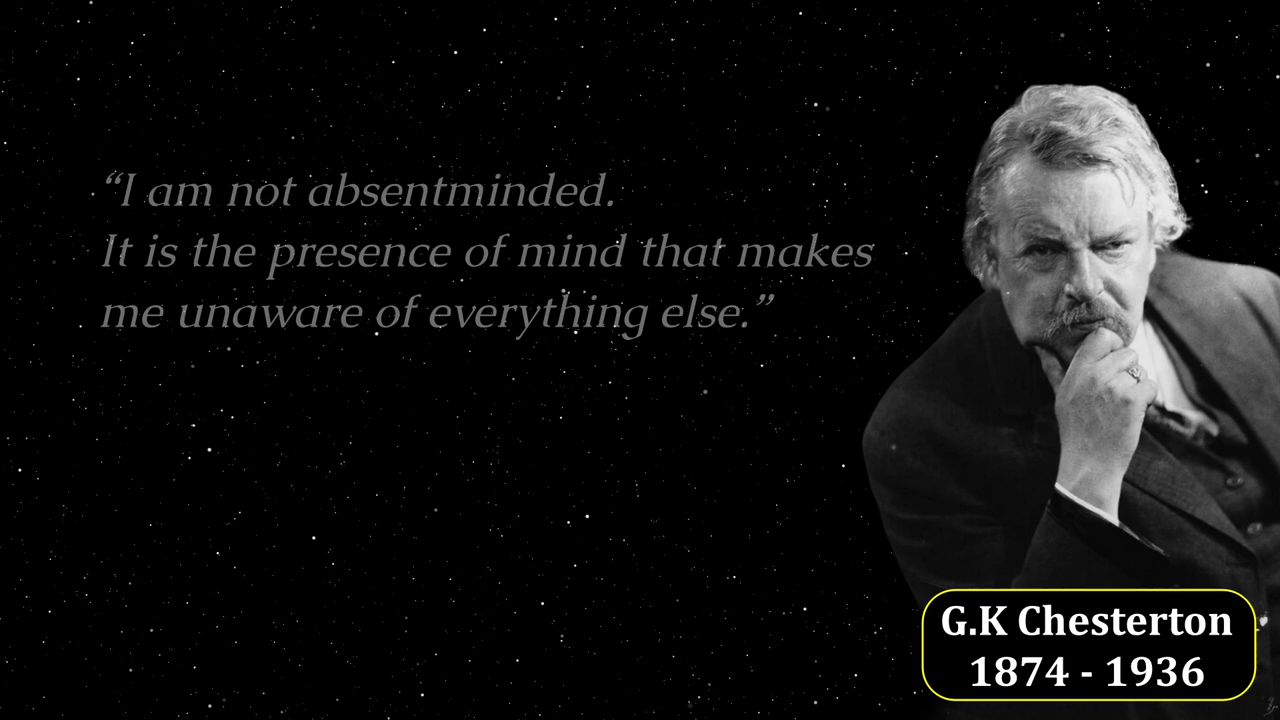 “I am not absentminded.
It is the presence of mind that makes
me unaware of everything else.”
G.K Chesterton
1874 - 1936